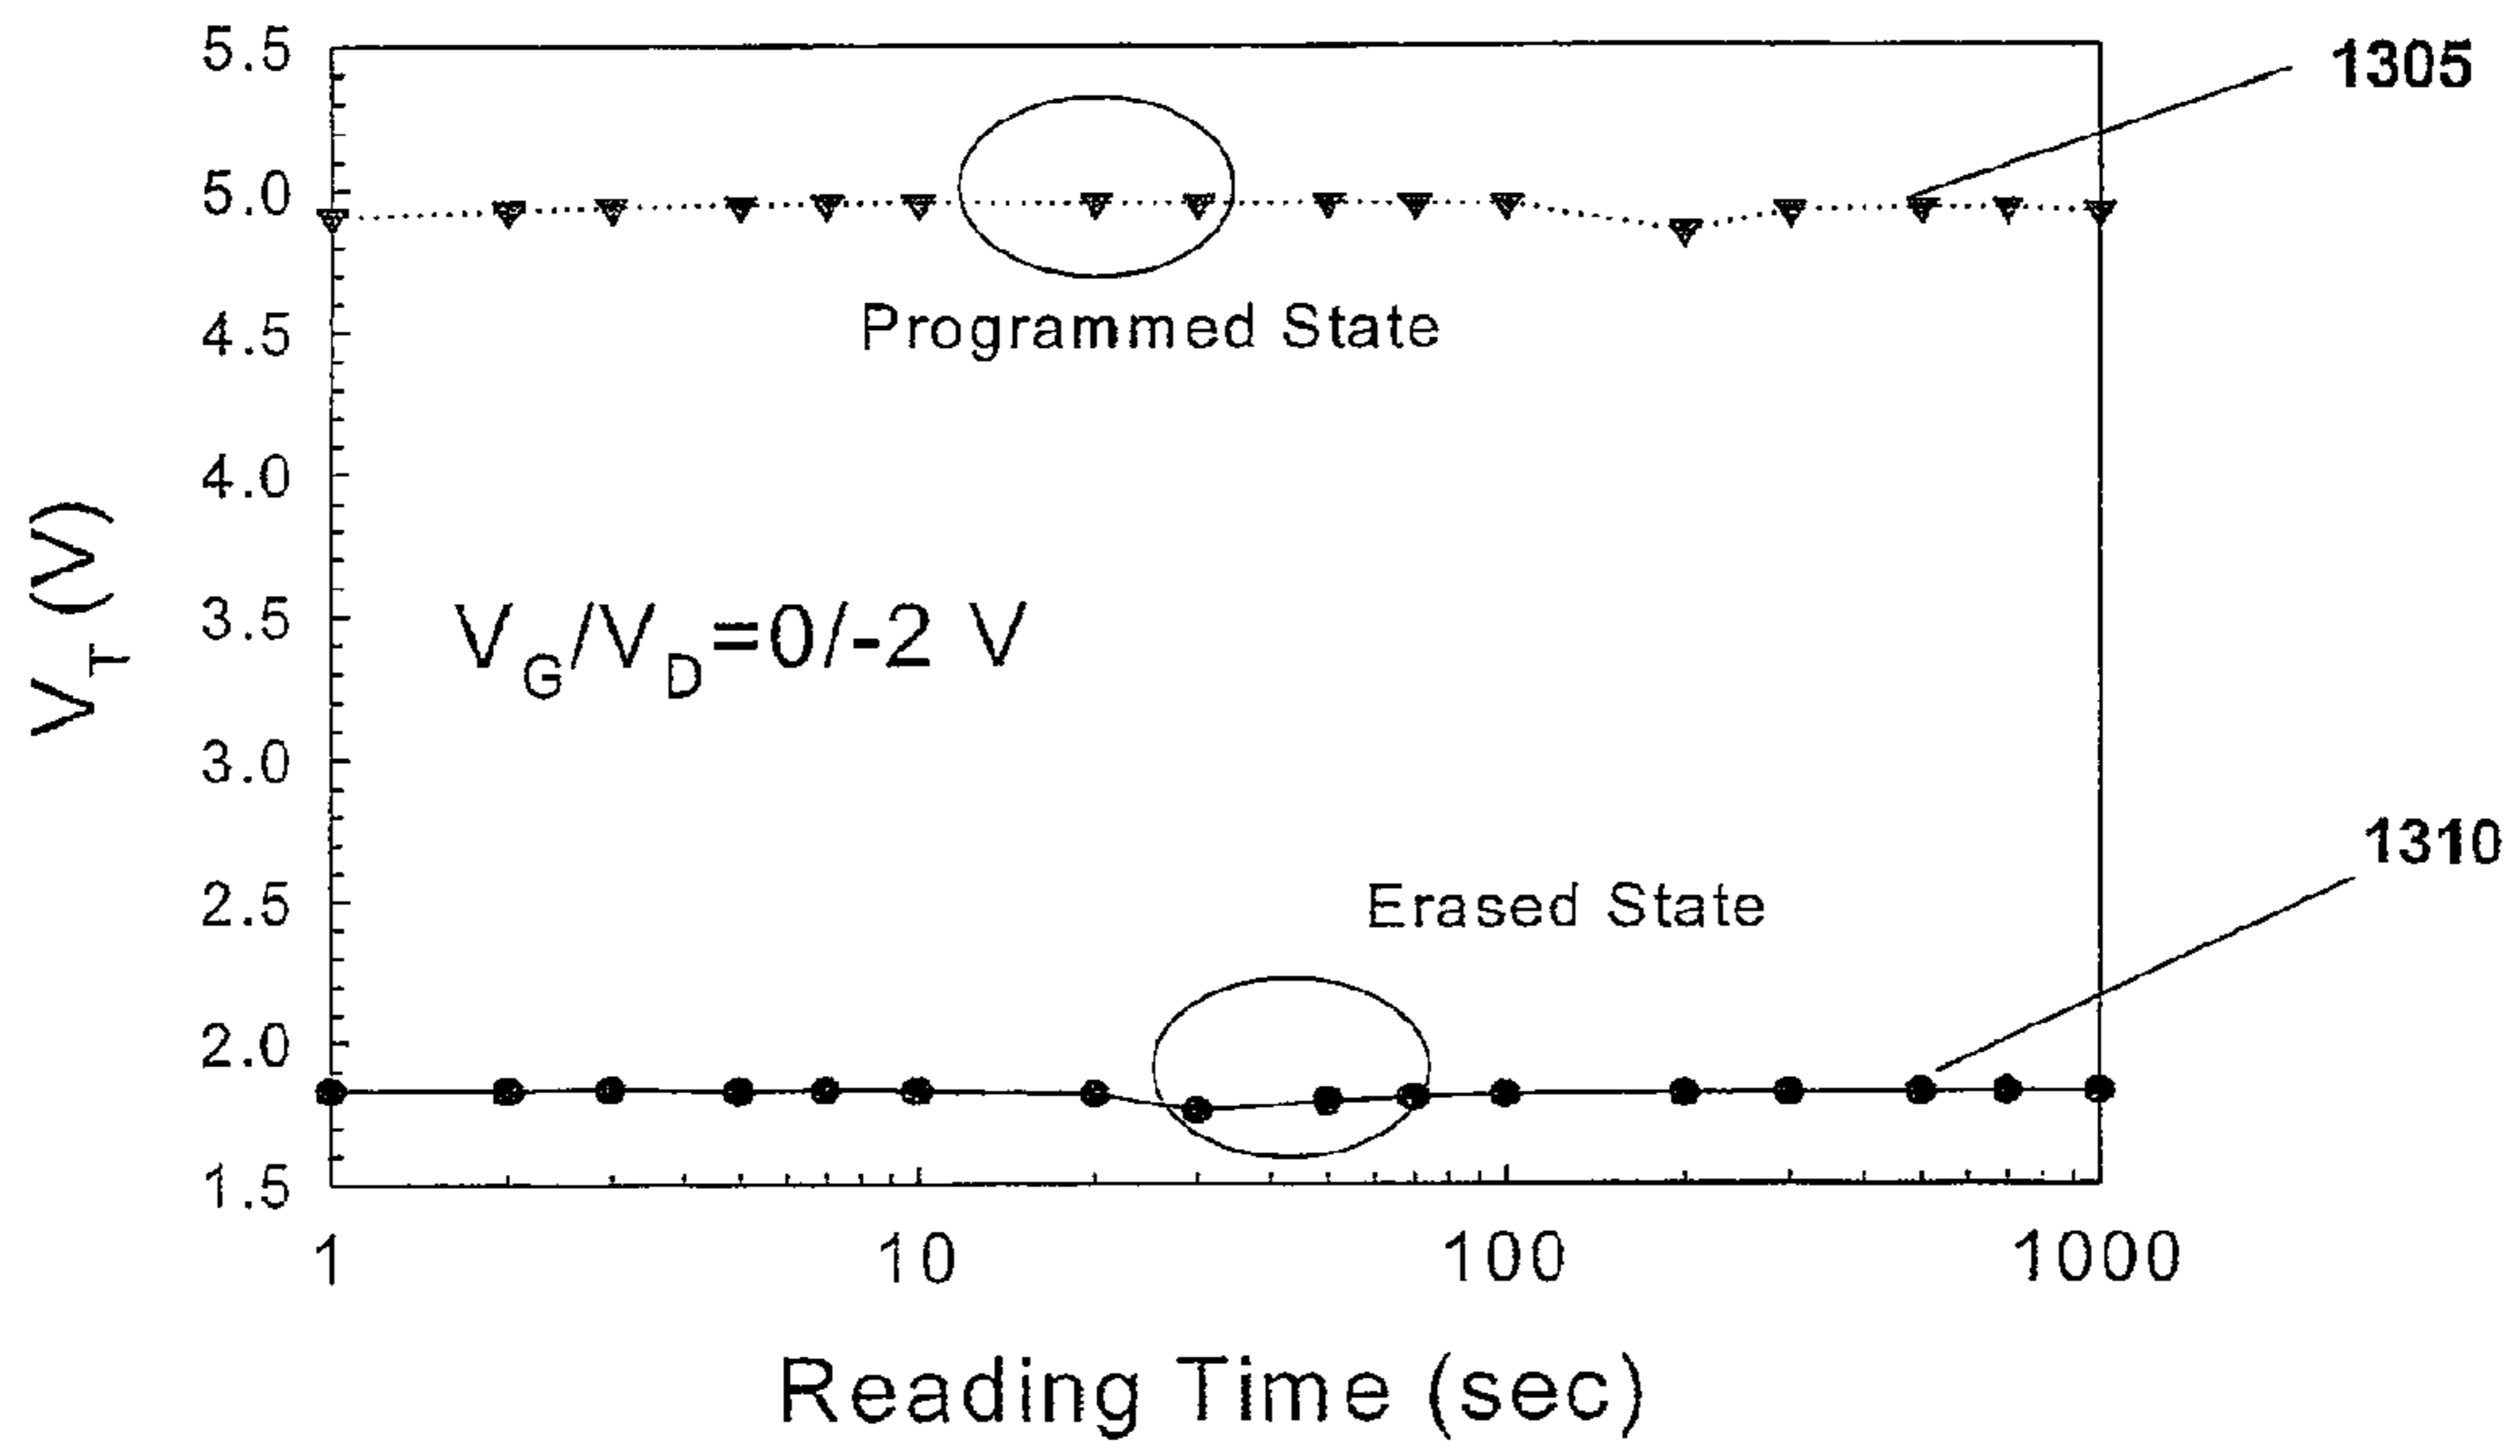 5.5
1305
5.0
Programmed State
4.5
4.0
V_T (V)
3.5
V_G/V_D=0/-2 V
3.0
1310
2.5
Erased State
2.0
1.5
1 10 100 1000
Reading Time (sec)